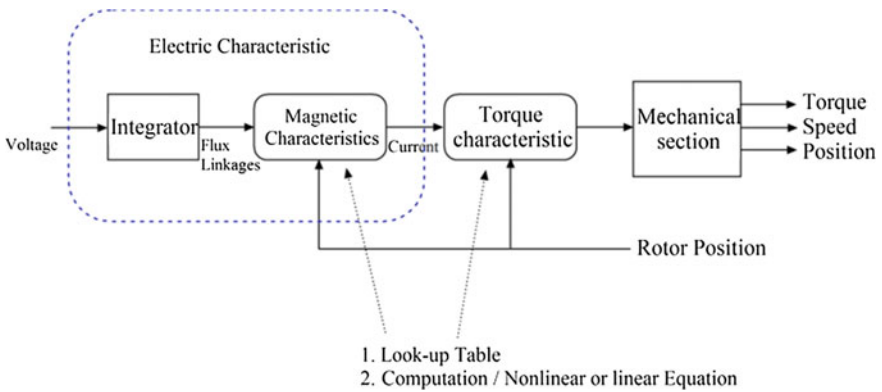 Electric Characteristic
Voltage
Integrator
Flux
Linkages
Magnetic
Characteristics
Current
Torque
characteristic
Mechanical
section
Torque
Speed
Position
Rotor Position
1. Look-up Table
2. Computation / Nonlinear or linear Equation